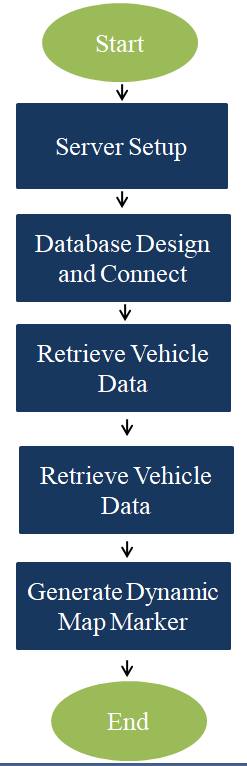 Start
Server Setup
Database Design
and Connect
Retrieve Vehicle
Data
Retrieve Vehicle
Data
Generate Dynamic
Map Marker
End